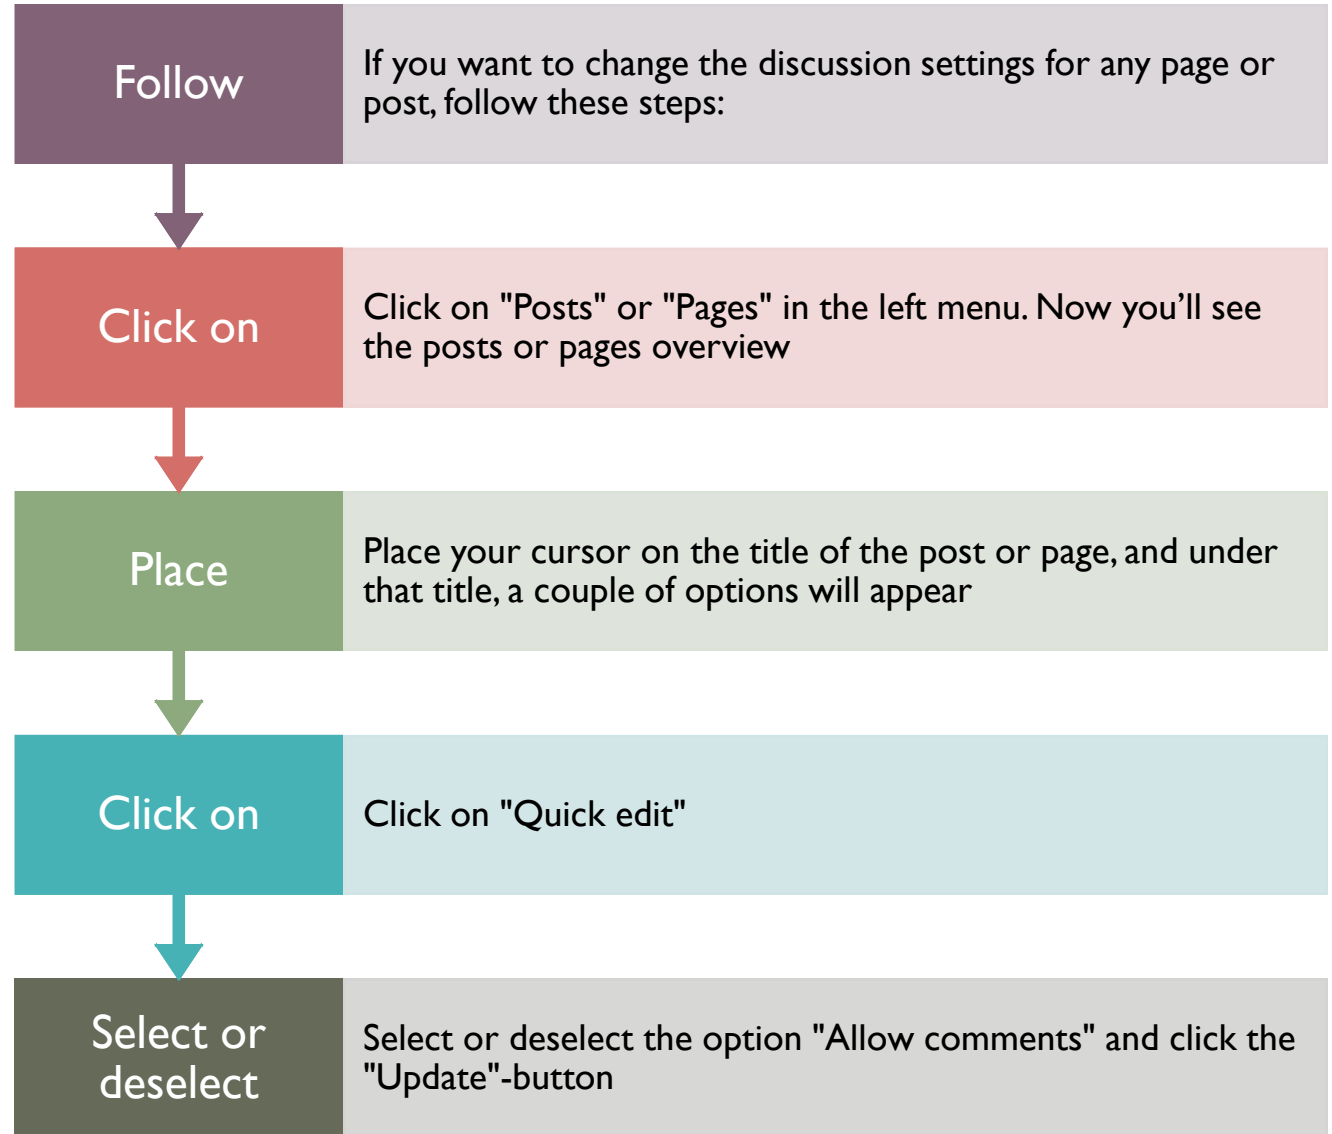 Follow
If you want to change the discussion settings for any page or
post, follow these steps:
Click on
Click on "Posts" or "Pages" in the left menu. Now you’ll see
the posts or pages overview
Place
Place your cursor on the title of the post or page, and under
that title, a couple of options will appear
Click on
Click on "Quick edit"
Select or
deselect
Select or deselect the option "Allow comments" and click the
"Update"-button